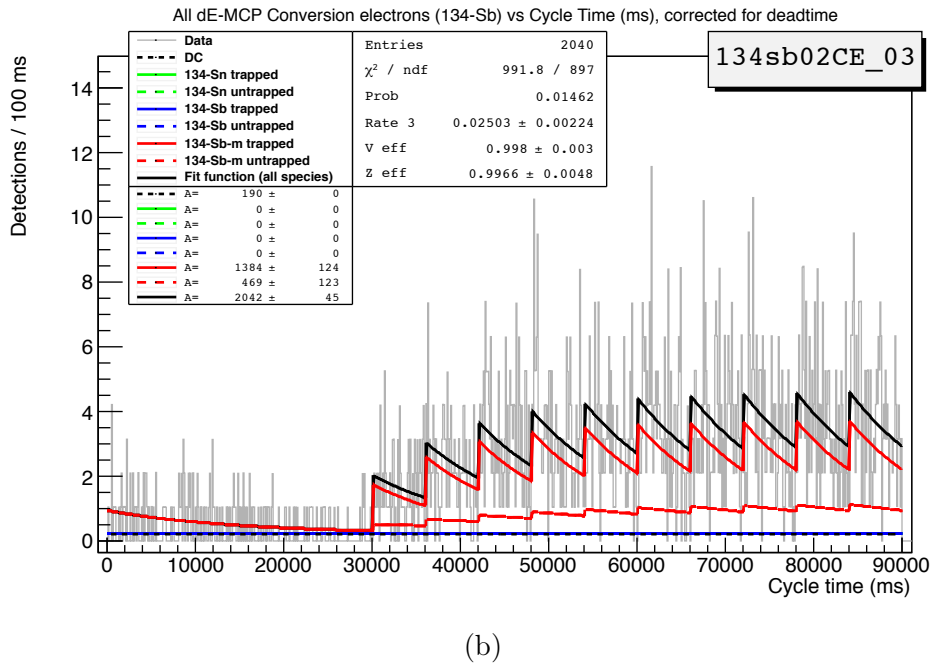 All dE-MCP Conversion electrons (134-Sb) vs Cycle Time (ms), corrected for deadtime
134sb02CE_03
Data
DC
134-Sn trapped
134-Sn untrapped
134-Sb trapped
134-Sb untrapped
134-Sb-m trapped
134-Sb-m untrapped
Fit function (all species)
A= 190 ± 0
A= 0 ± 0
A= 0 ± 0
A= 0 ± 0
A= 0 ± 0
A= 1384 ± 124
A= 469 ± 123
A= 2042 ± 45
Entries 2040
χ² / ndf 991.8 / 897
Prob 0.01462
Rate 3 0.02503 ± 0.00224
V eff 0.998 ± 0.003
Z eff 0.9966 ± 0.0048
Detections / 100 ms
14
12
10
8
6
4
2
0
0 10000 20000 30000 40000 50000 60000 70000 80000 90000
Cycle time (ms)
(b)